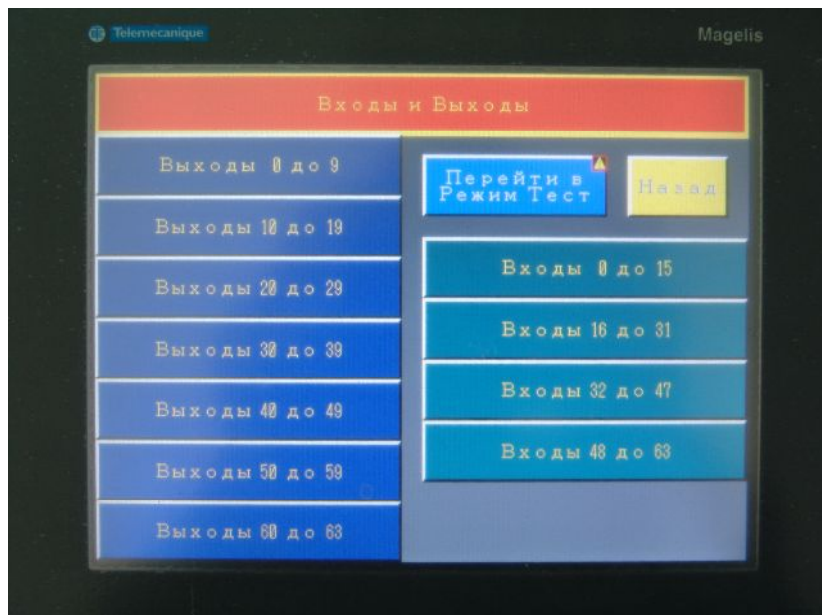 Telemecanique
Magelis
Входы и Выходы
Выходы 0 до 9
Выходы 10 до 19
Выходы 20 до 29
Выходы 30 до 39
Выходы 40 до 49
Выходы 50 до 59
Выходы 60 до 63
Перейти в
Режим Тест
Назад
Входы 0 до 15
Входы 16 до 31
Входы 32 до 47
Входы 48 до 63